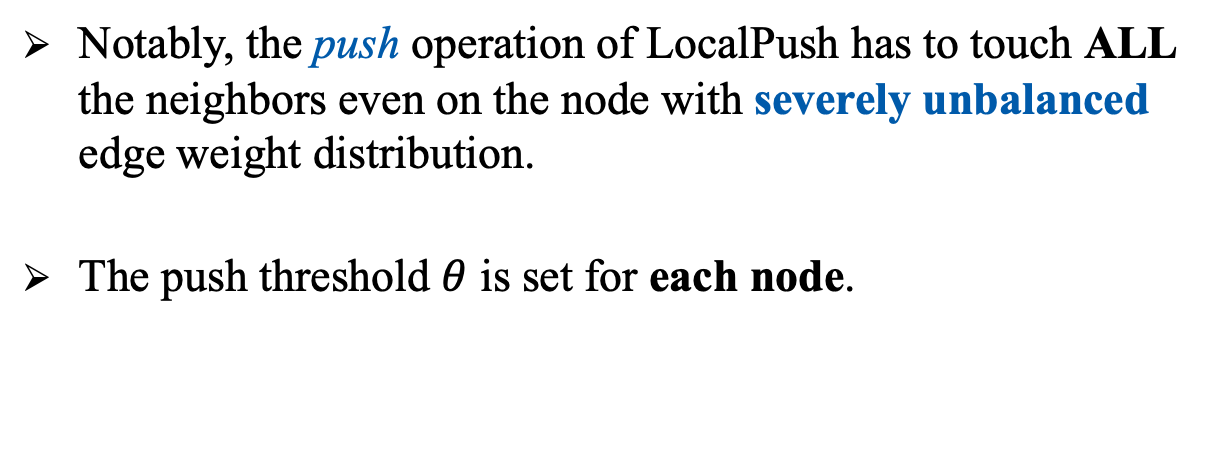 ➢ Notably, the push operation of LocalPush has to touch ALL
the neighbors even on the node with severely unbalanced
edge weight distribution.
➢ The push threshold θ is set for each node.